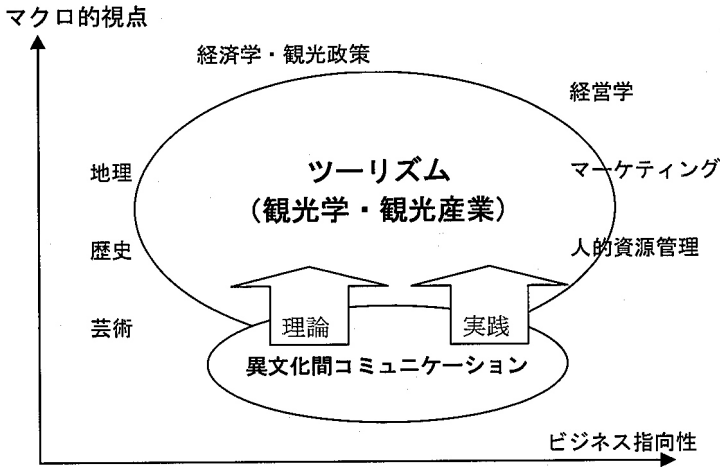 マクロ的視点
経済学・観光政策
経営学
地理
ツーリズム
マーケティング
（観光学・観光産業）
歴史
人的資源管理
芸術
理論
実践
異文化間コミュニケーション
ビジネス指向性